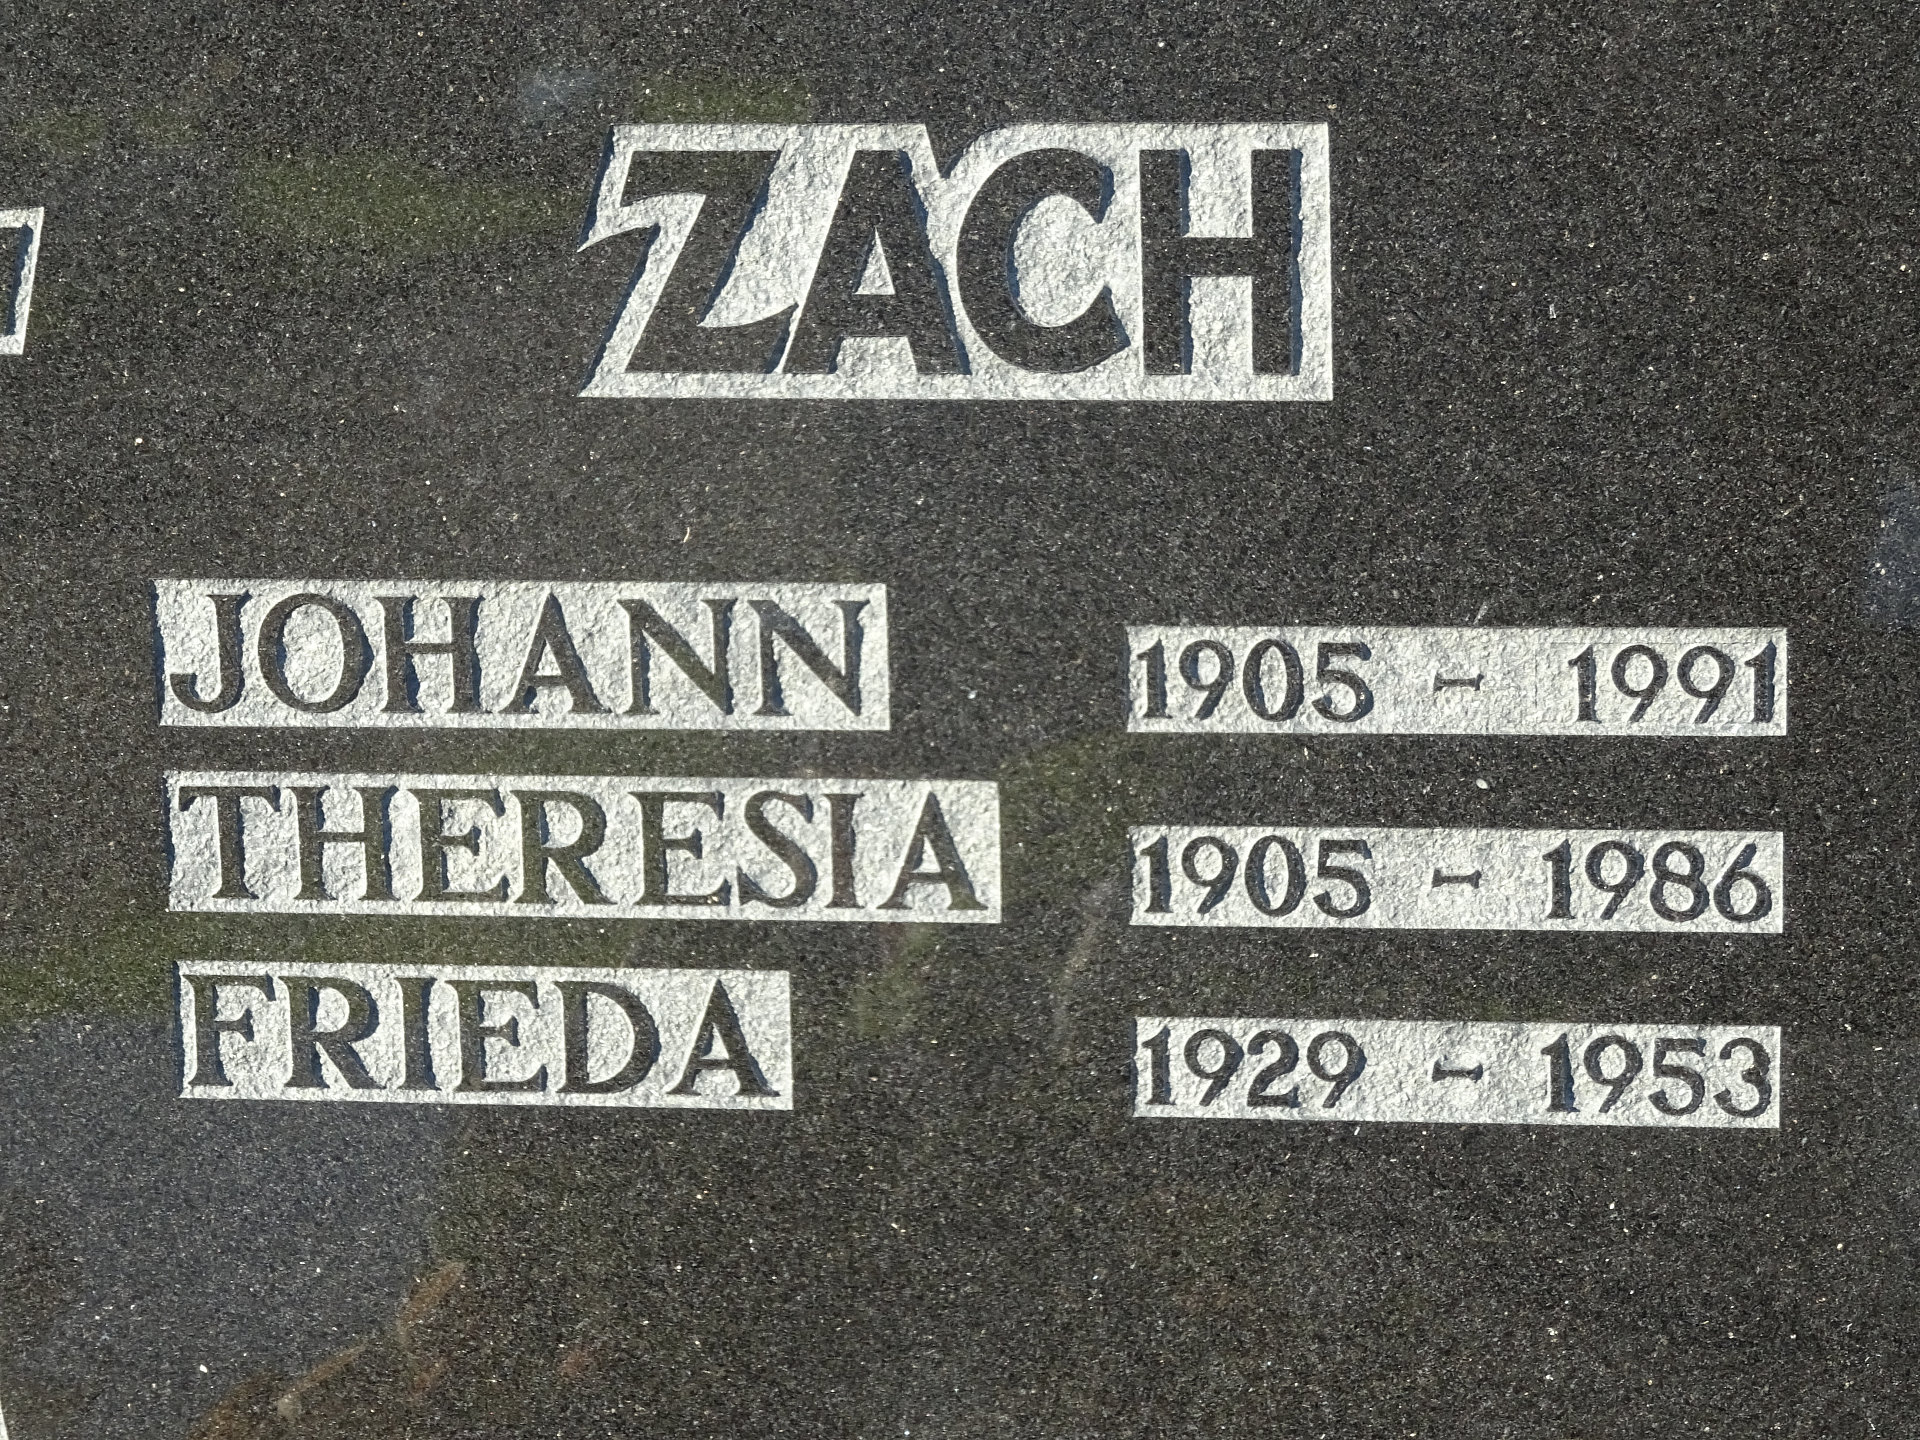 ZACH
JOHANN 1905 - 1991
THERESIA 1905 - 1986
FRIEDA 1929 - 1953